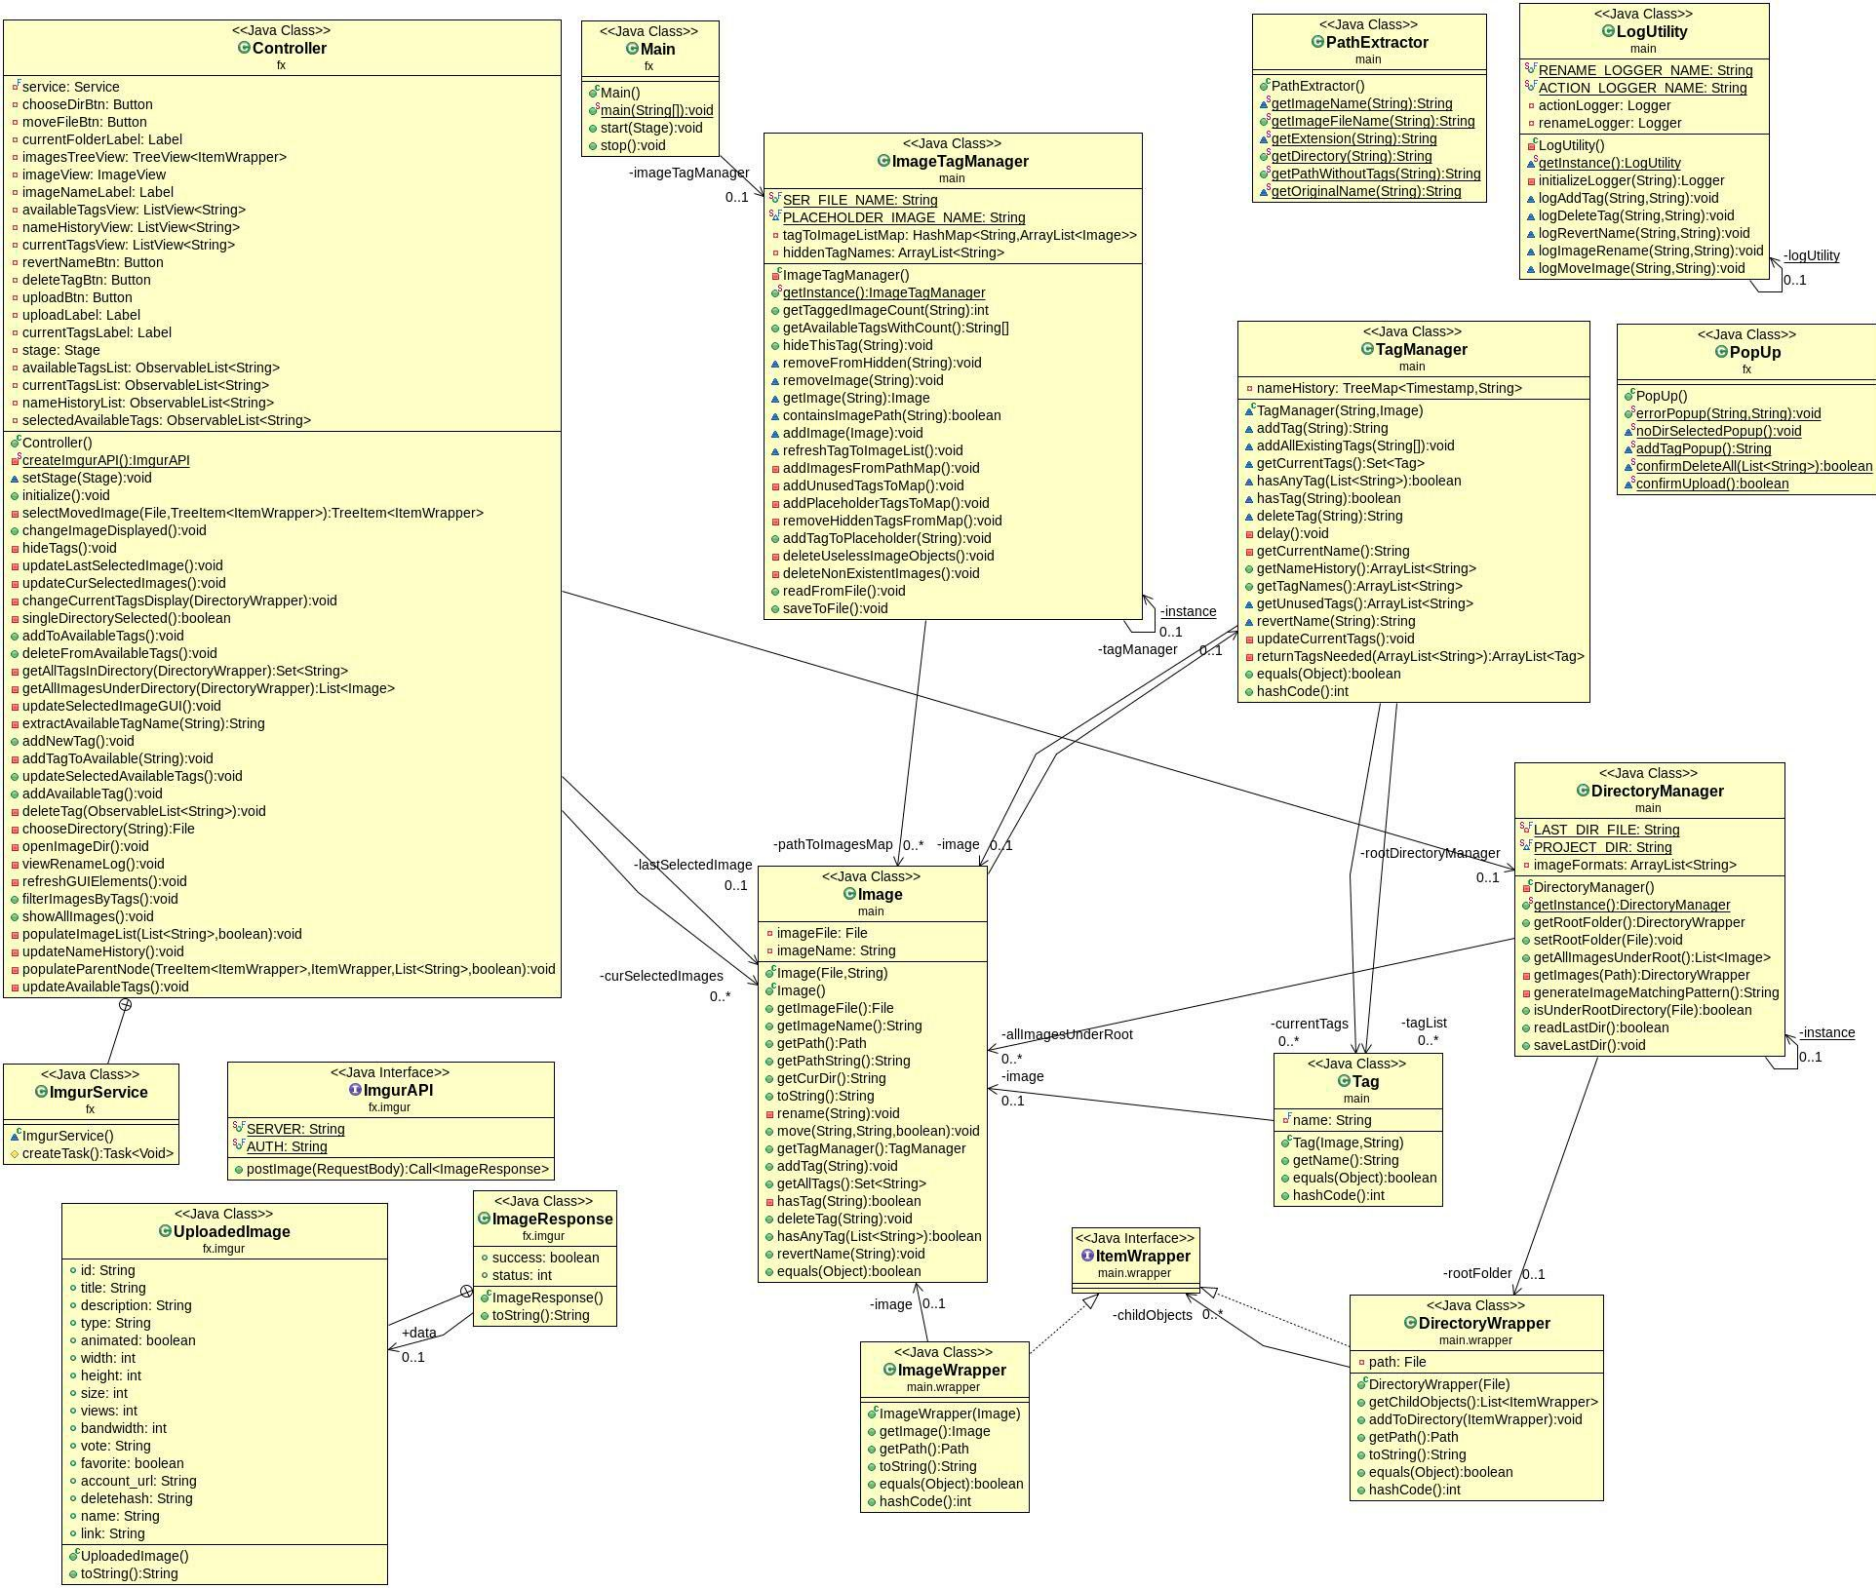 <<Java Class>>
Controller
fx
service: Service
chooseDirBtn: Button
moveFileBtn: Button
currentFolderLabel: Label
imagesTreeView: TreeView<ItemWrapper>
imageView: ImageView
imageNameLabel: Label
availableTagsView: ListView<String>
nameHistoryView: ListView<String>
currentTagsView: ListView<String>
revertNameBtn: Button
deleteTagBtn: Button
uploadBtn: Button
uploadLabel: Label
currentTagsLabel: Label
stage: Stage
availableTagsList: ObservableList<String>
currentTagsList: ObservableList<String>
nameHistoryList: ObservableList<String>
selectedAvailableTags: ObservableList<String>
Controller()
createImgurAPI():ImgurAPI
setStage(Stage):void
initialize():void
selectMovedImage(File,TreeItem<ItemWrapper>):TreeItem<ItemWrapper>
changeImageDisplayed():void
hideTags():void
updateLastSelectedImage():void
updateCurSelectedImages():void
changeCurrentTagsDisplay(DirectoryWrapper):void
singleDirectorySelected():boolean
addToAvailableTags():void
deleteFromAvailableTags():void
getAllTagsInDirectory(DirectoryWrapper):Set<String>
getAllImagesUnderDirectory(DirectoryWrapper):List<Image>
updateSelectedImageGUI():void
extractAvailableTagName(String):String
addNewTag():void
addTagToAvailable(String):void
updateSelectedAvailableTags():void
addAvailableTag():void
deleteTag(ObservableList<String>):void
chooseDirectory(String):File
openImageDir():void
viewRenameLog():void
refreshGUIElements():void
filterImagesByTags():void
showAllImages():void
populateImageList(List<String>,boolean):void
updateNameHistory():void
populateParentNode(TreeItem<ItemWrapper>,ItemWrapper,List<String>,boolean):void
updateAvailableTags():void
<<Java Class>>
Main
fx
Main()
main(String[]):void
start(Stage):void
stop():void
-imageTagManager
0..1
<<Java Class>>
ImageTagManager
main
SER_FILE_NAME: String
PLACEHOLDER_IMAGE_NAME: String
tagToImageListMap: HashMap<String,ArrayList<Image>>
hiddenTagNames: ArrayList<String>
ImageTagManager()
getInstance():ImageTagManager
getTaggedImageCount(String):int
getAvailableTagsWithCount():String[]
hideThisTag(String):void
removeFromHidden(String):void
removeImage(String):void
getImage(String):Image
containsImagePath(String):boolean
addImage(Image):void
refreshTagToImageList():void
addImagesFromPathMap():void
addUnusedTagsToMap():void
addPlaceholderTagsToMap():void
removeHiddenTagsFromMap():void
addTagToPlaceholder(String):void
deleteUselessImageObjects():void
deleteNonExistentImages():void
readFromFile():void
saveToFile():void
-instance
0..1
<<Java Class>>
PathExtractor
main
PathExtractor()
getImageName(String):String
getImageFileName(String):String
getExtension(String):String
getDirectory(String):String
getPathWithoutTags(String):String
getOriginalName(String):String
<<Java Class>>
LogUtility
main
RENAME_LOGGER_NAME: String
ACTION_LOGGER_NAME: String
actionLogger: Logger
renameLogger: Logger
LogUtility()
getInstance():LogUtility
initializeLogger(String):Logger
logAddTag(String,String):void
logDeleteTag(String,String):void
logRevertName(String,String):void
logImageRename(String,String):void
logMoveImage(String,String):void
-logUtility
0..1
<<Java Class>>
TagManager
main
nameHistory: TreeMap<Timestamp,String>
TagManager(String,Image)
addTag(String):String
addAllExistingTags(String[]):void
getCurrentTags():Set<Tag>
hasAnyTag(List<String>):boolean
hasTag(String):boolean
deleteTag(String):String
delay():void
getCurrentName():String
getNameHistory():ArrayList<String>
getTagNames():ArrayList<String>
getUnusedTags():ArrayList<String>
revertName(String):String
updateCurrentTags():void
returnTagsNeeded(ArrayList<String>):ArrayList<Tag>
equals(Object):boolean
hashCode():int
-tagManager
0..1
<<Java Class>>
PopUp
fx
PopUp()
errorPopup(String,String):void
noDirSelectedPopup():void
addTagPopup():String
confirmDeleteAll(List<String>):boolean
confirmUpload():boolean
<<Java Class>>
DirectoryManager
main
LAST_DIR_FILE: String
PROJECT_DIR: String
imageFormats: ArrayList<String>
DirectoryManager()
getInstance():DirectoryManager
getRootFolder():DirectoryWrapper
setRootFolder(File):void
getAllImagesUnderRoot():List<Image>
getImages(Path):DirectoryWrapper
generateImageMatchingPattern():String
isUnderRootDirectory(File):boolean
readLastDir():boolean
saveLastDir():void
-rootDirectoryManager
0..1
-instance
0..1
-pathToImagesMap
0..*
-image
0..1
-lastSelectedImage
0..1
-curSelectedImages
0..*
<<Java Class>>
Image
main
imageFile: File
imageName: String
Image(File,String)
Image()
getImageFile():File
getImageName():String
getPath():Path
getPathString():String
getCurDir():String
toString():String
rename(String):void
move(String,String,boolean):void
getTagManager():TagManager
addTag(String):void
getAllTags():Set<String>
hasTag(String):boolean
deleteTag(String):void
hasAnyTag(List<String>):boolean
revertName(String):void
equals(Object):boolean
-allImagesUnderRoot
0..*
-image
0..1
-currentTags
0..*
-tagList
0..*
<<Java Class>>
Tag
main
name: String
Tag(Image,String)
getName():String
equals(Object):boolean
hashCode():int
<<Java Class>>
ImgurService
fx
ImgurService()
createTask():Task<Void>
<<Java Interface>>
ImgurAPI
fx.imgur
SERVER: String
AUTH: String
postImage(RequestBody):Call<ImageResponse>
<<Java Class>>
UploadedImage
fx.imgur
id: String
title: String
description: String
type: String
animated: boolean
width: int
height: int
size: int
views: int
bandwidth: int
vote: String
favorite: boolean
account_url: String
deletehash: String
name: String
link: String
UploadedImage()
toString():String
<<Java Class>>
ImageResponse
fx.imgur
success: boolean
status: int
ImageResponse()
toString():String
+data
0..1
<<Java Interface>>
ItemWrapper
main.wrapper
-childObjects
0..*
-rootFolder
0..1
-image
0..1
<<Java Class>>
ImageWrapper
main.wrapper
ImageWrapper(Image)
getImage():Image
getPath():Path
toString():String
equals(Object):boolean
hashCode():int
<<Java Class>>
DirectoryWrapper
main.wrapper
path: File
DirectoryWrapper(File)
getChildObjects():List<ItemWrapper>
addToDirectory(ItemWrapper):void
getPath():Path
toString():String
equals(Object):boolean
hashCode():int